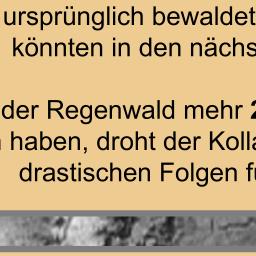 ursprünglich bewaldet
könnten in den nächs
der Regenwald mehr 2
haben, droht der Kolla
drastischen Folgen fü